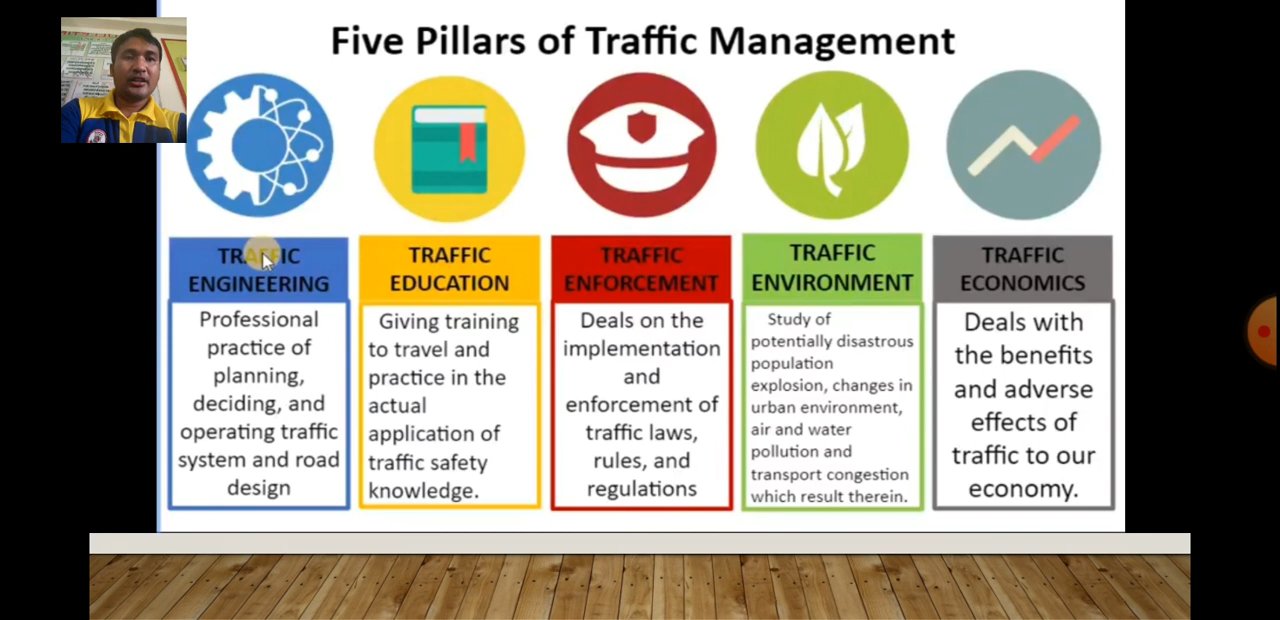 Five Pillars of Traffic Management
TRAFFIC
ENGINEERING
Professional
practice of
planning,
deciding, and
operating traffic
system and road
design
TRAFFIC
EDUCATION
Giving training
to travel and
practice in the
actual
application of
traffic safety
knowledge.
TRAFFIC
ENFORCEMENT
Deals on the
implementation
and
enforcement of
traffic laws,
rules, and
regulations
TRAFFIC
ENVIRONMENT
Study of
potentially disastrous
population
explosion, changes in
urban environment,
air and water
pollution and
transport congestion
which result therein.
TRAFFIC
ECONOMICS
Deals with
the benefits
and adverse
effects of
traffic to our
economy.